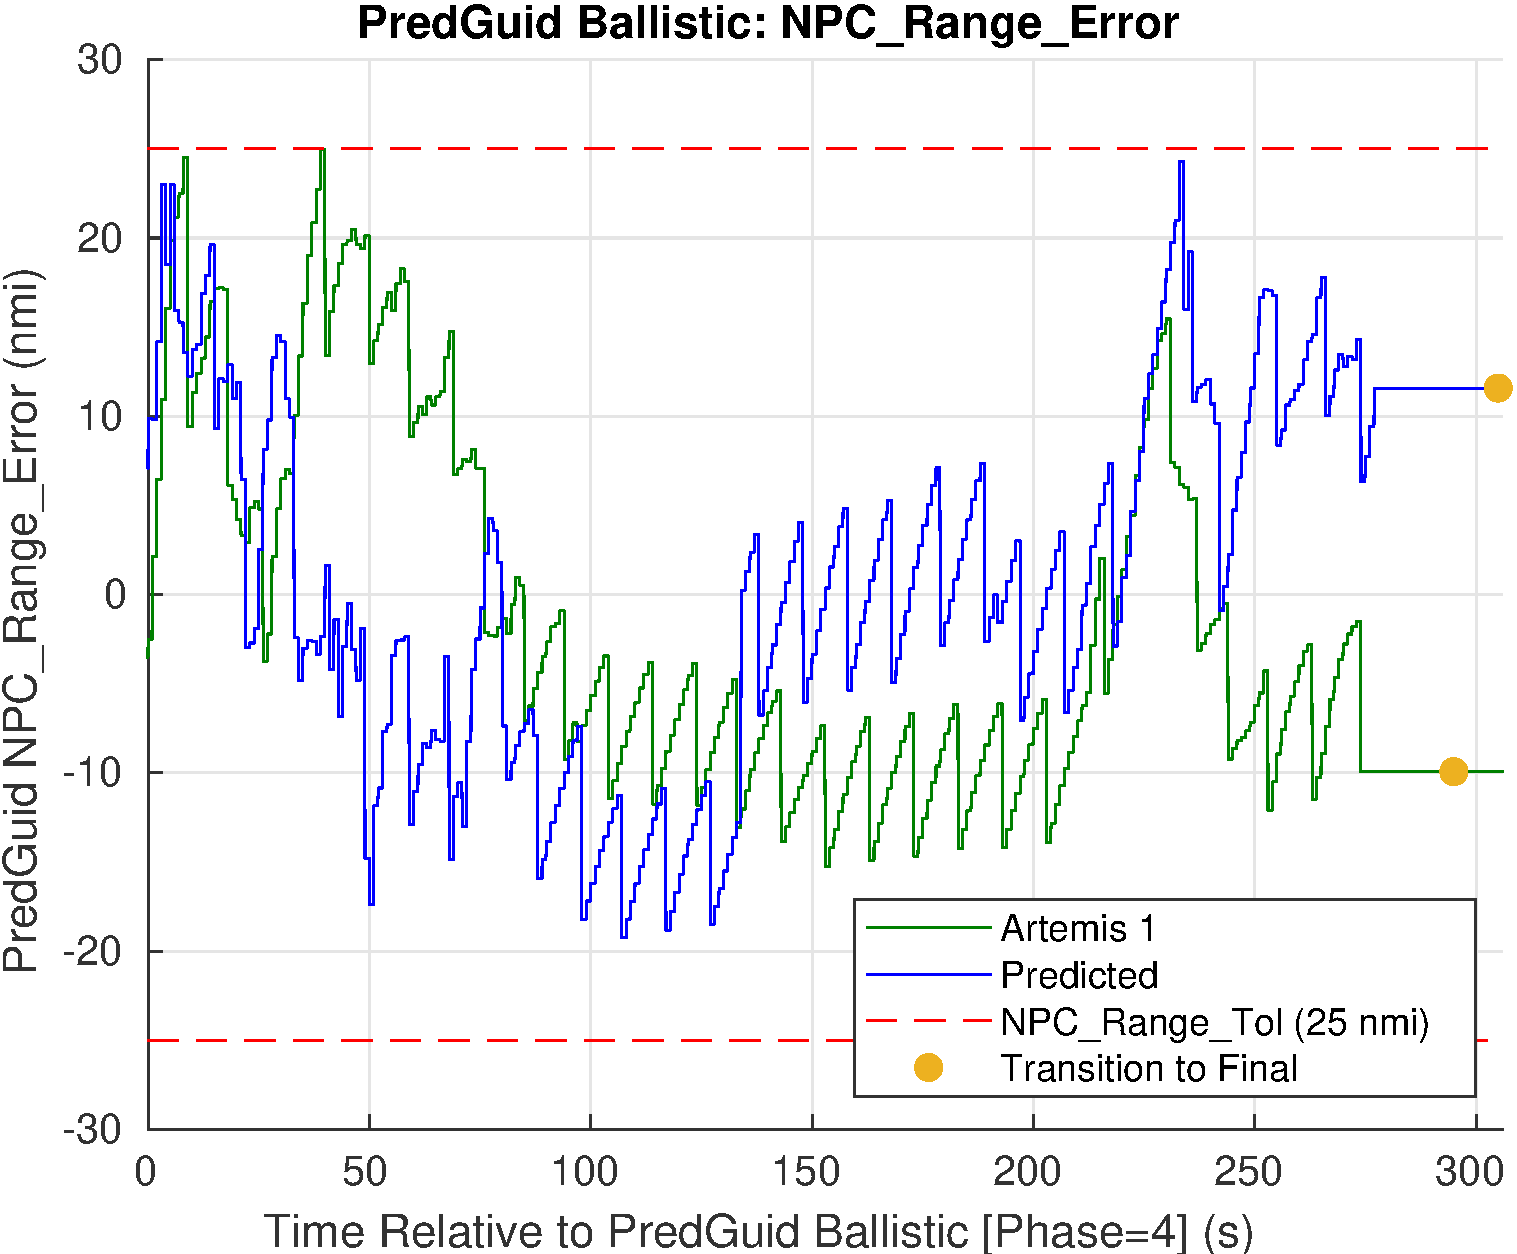 PredGuid Ballistic: NPC_Range_Error
PredGuid NPC_Range_Error (nmi)
30
20
10
0
-10
-20
-30
Artemis 1
Predicted
NPC_Range_Tol (25 nmi)
Transition to Final
0 50 100 150 200 250 300
Time Relative to PredGuid Ballistic [Phase=4] (s)